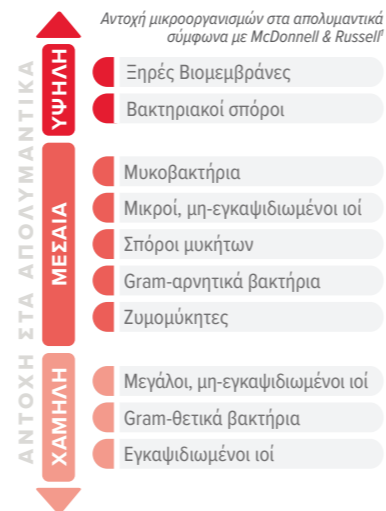 Αντοχή μικροοργανισμών στα απολυμαντικά
σύμφωνα με McDonnell & Russell¹
ΑΝΤΟΧΗ ΣΤΑ ΑΠΟΛΥΜΑΝΤΙΚΑ
ΥΨΗΛΗ
Ξηρές Βιομεμβράνες
Βακτηριακοί σπόροι
ΜΕΣΑΙΑ
Μυκοβακτήρια
Μικροί, μη-εγκαψιδιωμένοι ιοί
Σπόροι μυκήτων
Gram-αρνητικά βακτήρια
Ζυμομύκητες
ΧΑΜΗΛΗ
Μεγάλοι, μη-εγκαψιδιωμένοι ιοί
Gram-θετικά βακτήρια
Εγκαψιδιωμένοι ιοί